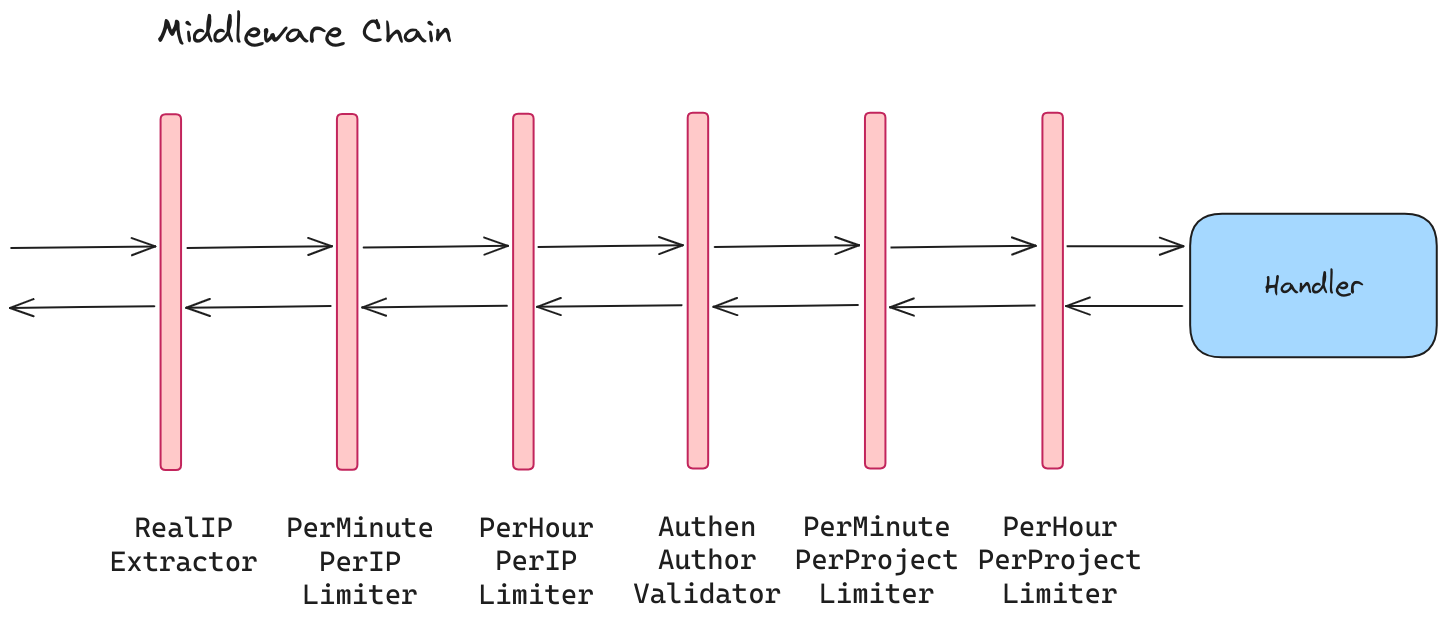 Middleware Chain
Handler
RealIP
Extractor
PerMinute
PerIP
Limiter
PerHour
PerIP
Limiter
Authen
Author
Validator
PerMinute
PerProject
Limiter
PerHour
PerProject
Limiter